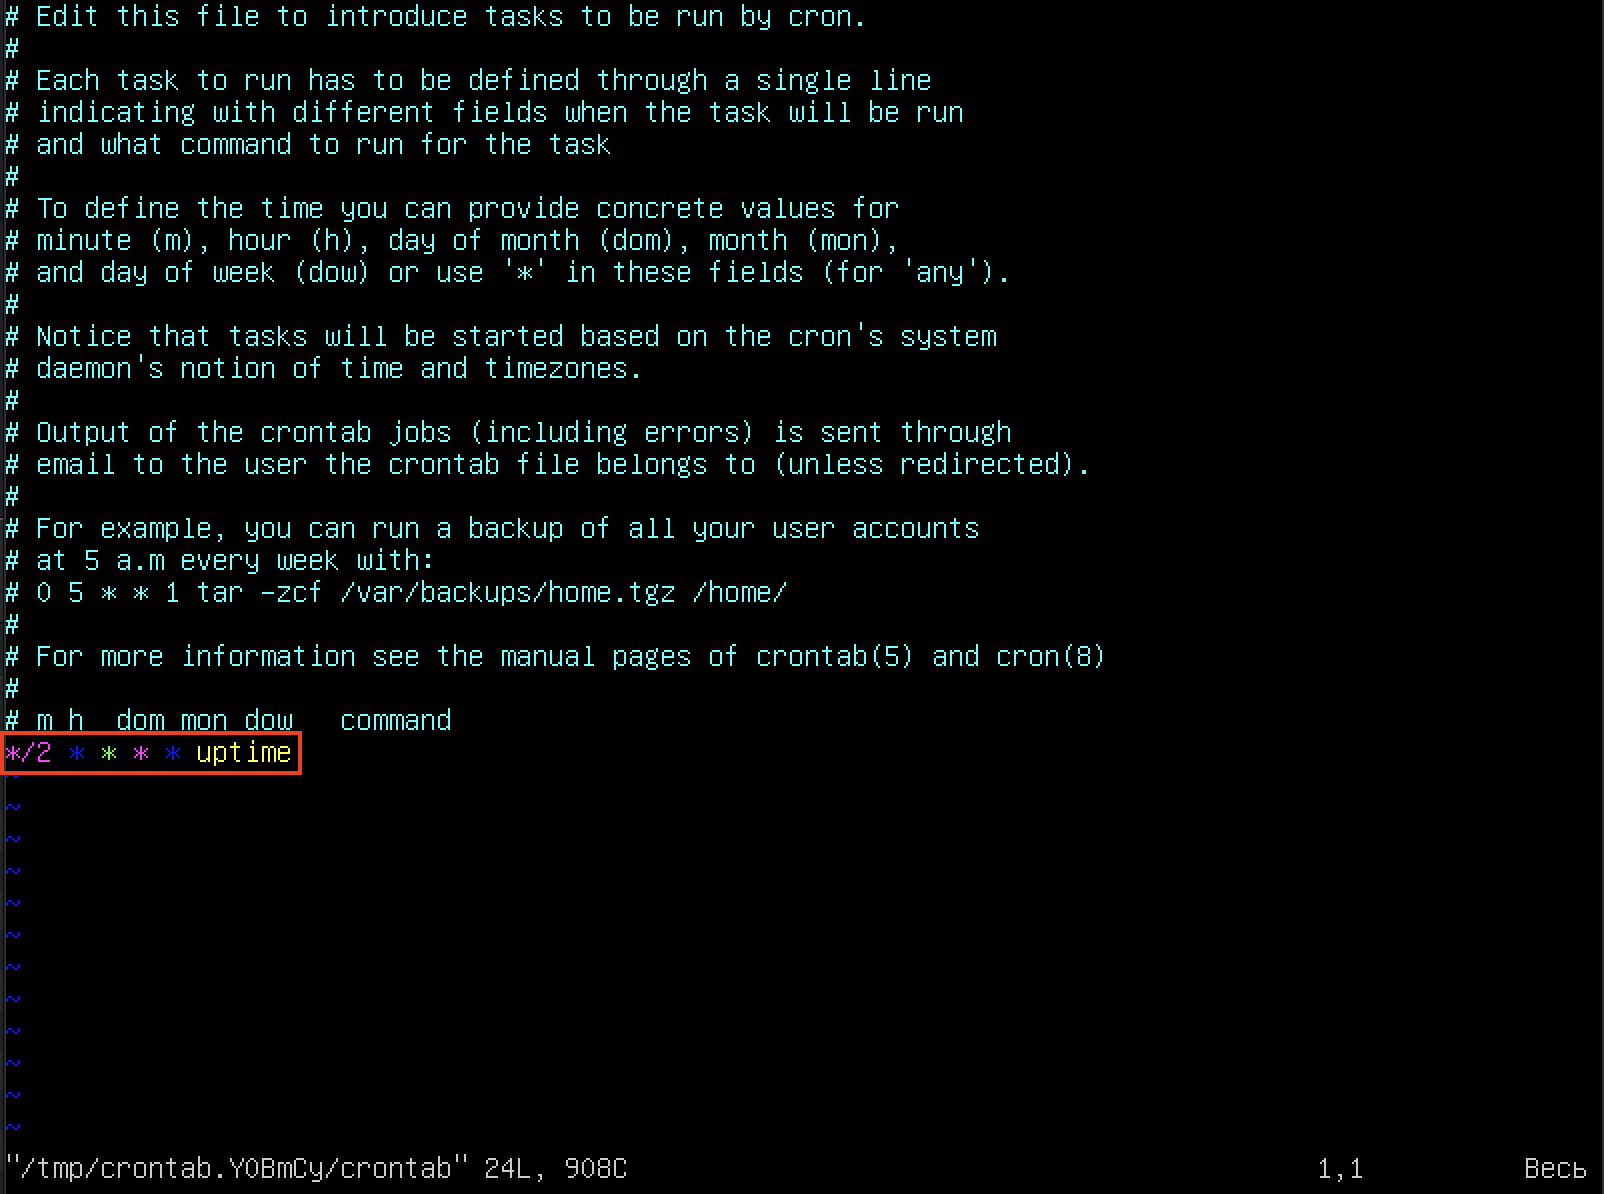 # Edit this file to introduce tasks to be run by cron.
#
# Each task to run has to be defined through a single line
# indicating with different fields when the task will be run
# and what command to run for the task
#
# To define the time you can provide concrete values for
# minute (m), hour (h), day of month (dom), month (mon),
# and day of week (dow) or use '*' in these fields (for 'any').
#
# Notice that tasks will be started based on the cron's system
# daemon's notion of time and timezones.
#
# Output of the crontab jobs (including errors) is sent through
# email to the user the crontab file belongs to (unless redirected).
#
# For example, you can run a backup of all your user accounts
# at 5 a.m every week with:
# 0 5 * * 1 tar -zcf /var/backups/home.tgz /home/
#
# For more information see the manual pages of crontab(5) and cron(8)
#
# m h  dom mon dow   command
*/2 * * * * uptime
~
~
~
~
~
~
~
~
~
~
~
~
"/tmp/crontab.YOBmCy/crontab" 24L, 908C 1,1 Весь